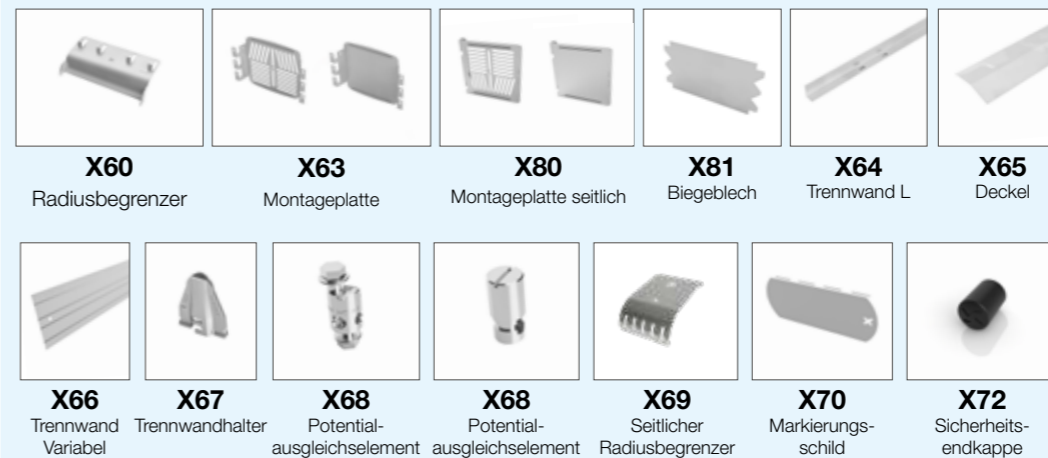 X60
Radiusbegrenzer
X63
Montageplatte
X80
Montageplatte seitlich
X81
Biegeblech
X64
Trennwand L
X65
Deckel
X66
Trennwand
Variabel
X67
Trennwandhalter
X68
Potential-
ausgleichselement
X68
Potential-
ausgleichselement
X69
Seitlicher
Radiusbegrenzer
X70
Markierungs-
schild
X72
Sicherheits-
endkappe